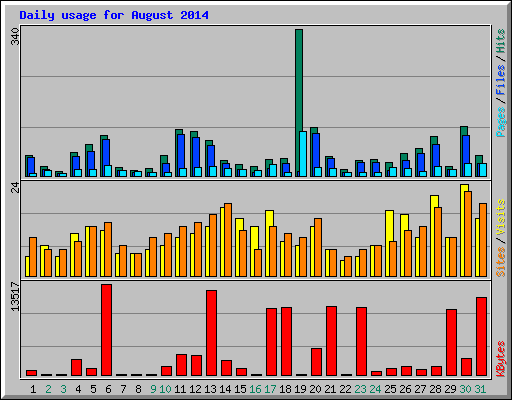 Daily usage for August 2014
340
Pages / Files / Hits
24
Sites / Visits
13517
KBytes
1 2 3 4 5 6 7 8 9 10 11 12 13 14 15 16 17 18 19 20 21 22 23 24 25 26 27 28 29 30 31